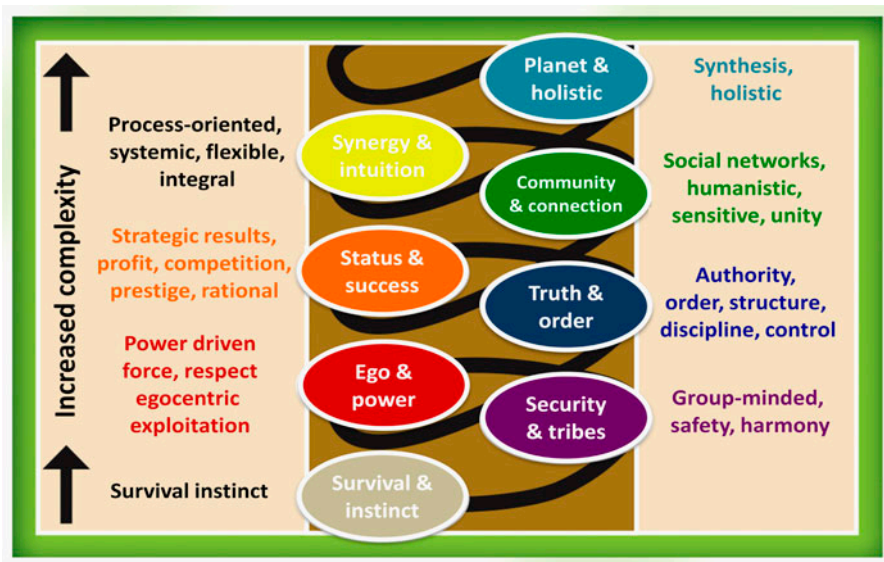 Increased complexity
Planet &
holistic
Synthesis,
holistic
Process-oriented,
systemic, flexible,
integral
Synergy &
intuition
Community
& connection
Social networks,
humanistic,
sensitive, unity
Strategic results,
profit, competition,
prestige, rational
Status &
success
Truth &
order
Authority,
order, structure,
discipline, control
Power driven
force, respect
egocentric
exploitation
Ego &
power
Security
& tribes
Group-minded,
safety, harmony
Survival instinct
Survival &
instinct